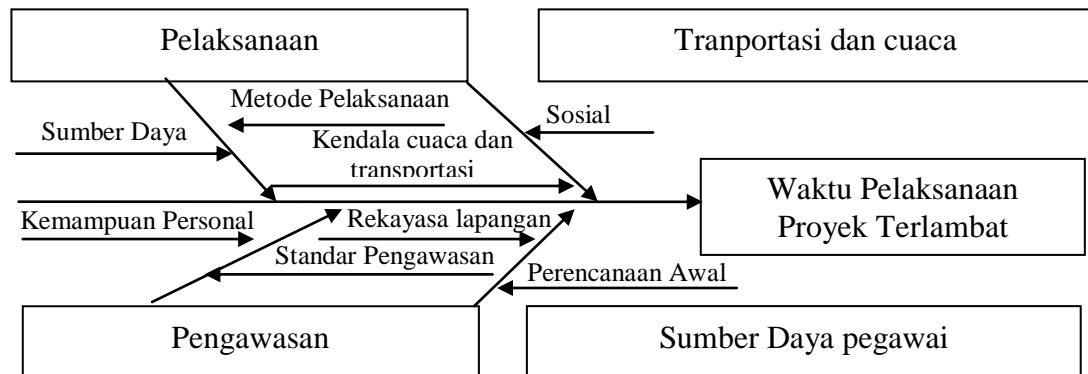 Pelaksanaan
Tranportasi dan cuaca
Metode Pelaksanaan
Sosial
Sumber Daya
Kendala cuaca dan
transportasi
Waktu Pelaksanaan
Proyek Terlambat
Kemampuan Personal
Rekayasa lapangan
Standar Pengawasan
Perencanaan Awal
Pengawasan
Sumber Daya pegawai